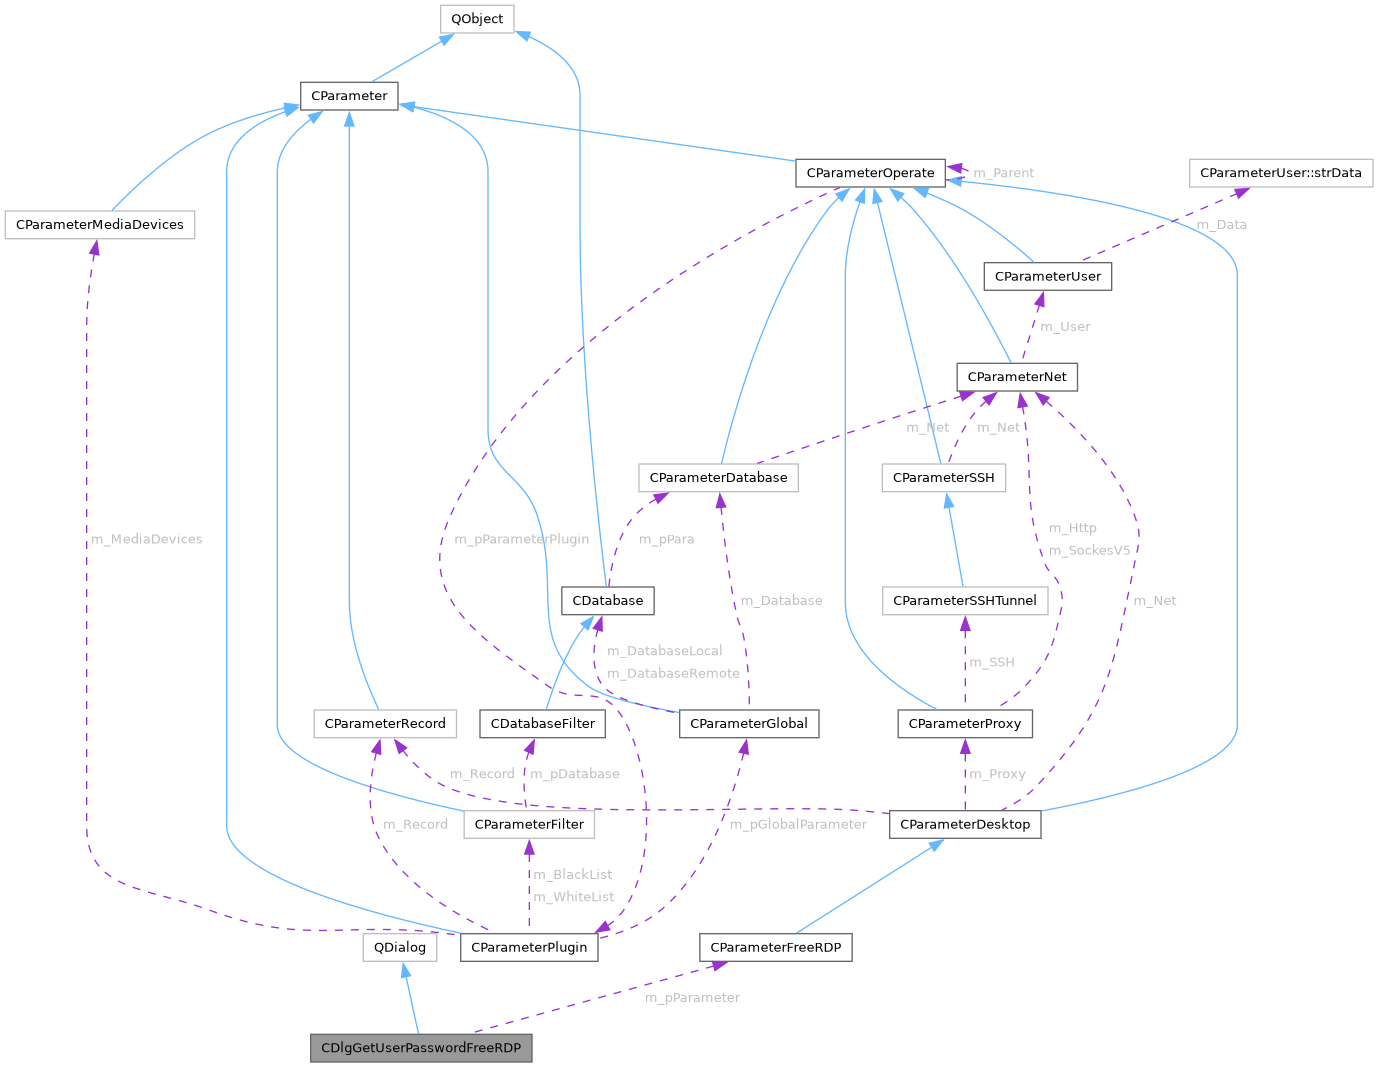 QObject
CParameter
CParameterOperate
m_Parent
CParameterUser::strData
CParameterMediaDevices
m_Data
CParameterUser
m_User
CParameterNet
m_Net
m_Net
CParameterDatabase
CParameterSSH
m_Http
m_SockesV5
m_MediaDevices
m_pParameterPlugin
m_pPara
CDatabase
m_Database
CParameterSSHTunnel
m_Net
m_DatabaseLocal
m_DatabaseRemote
m_SSH
CParameterRecord
CDatabaseFilter
CParameterGlobal
CParameterProxy
m_Record
m_pDatabase
m_Proxy
m_Record
CParameterFilter
m_pGlobalParameter
CParameterDesktop
m_BlackList
m_WhiteList
QDialog
CParameterPlugin
CParameterFreeRDP
m_pParameter
CDlgGetUserPasswordFreeRDP